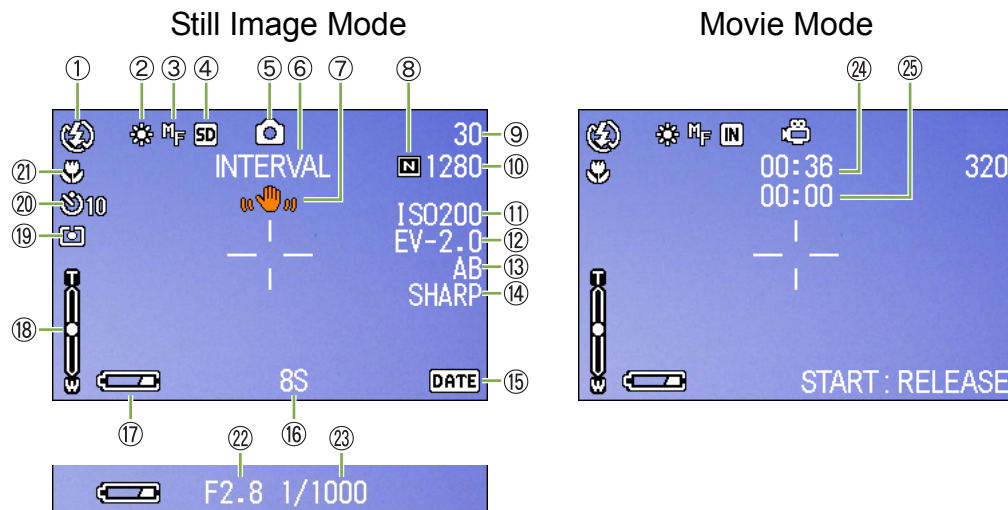 Still Image Mode
Movie Mode
① ② ③ ④ ⑤ ⑥ ⑦ ⑧
㉔ ㉕
MF SD
30 ⑨
INTERVAL
N 1280 ⑩
㉑
⑳ 10
ISO200 ⑪
⑲
EV-2.0 ⑫
AB ⑬
SHARP ⑭
T
⑱
W
8S
DATE ⑮
⑰ ⑯ ㉒ ㉓
F2.8 1/1000
MF IN
00:36
320
00:00
T
W
START : RELEASE